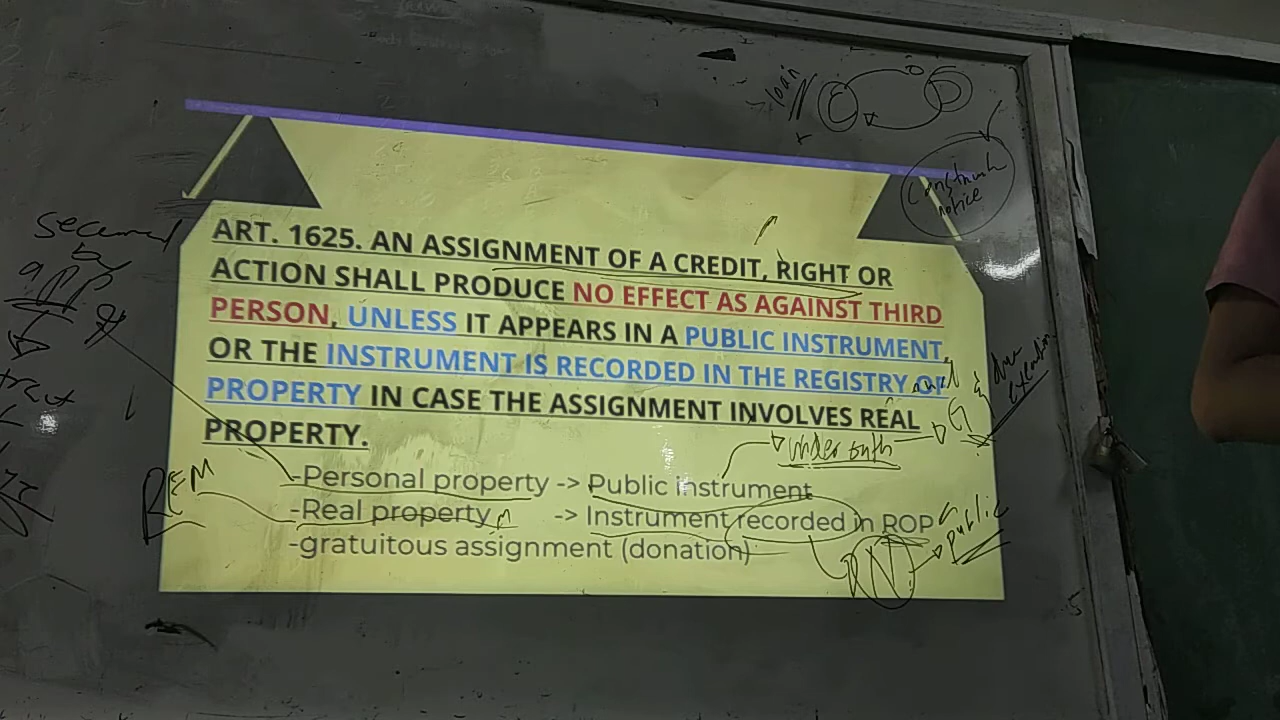 loan
Secured
by
ART. 1625. AN ASSIGNMENT OF A CREDIT, RIGHT OR
ACTION SHALL PRODUCE NO EFFECT AS AGAINST THIRD
PERSON, UNLESS IT APPEARS IN A PUBLIC INSTRUMENT,
OR THE INSTRUMENT IS RECORDED IN THE REGISTRY OF
PROPERTY IN CASE THE ASSIGNMENT INVOLVES REAL
PROPERTY.
notice
due
execution
under oath
REM
-Personal property -> Public instrument
-Real property -> Instrument recorded in ROP
-gratuitous assignment (donation)
public